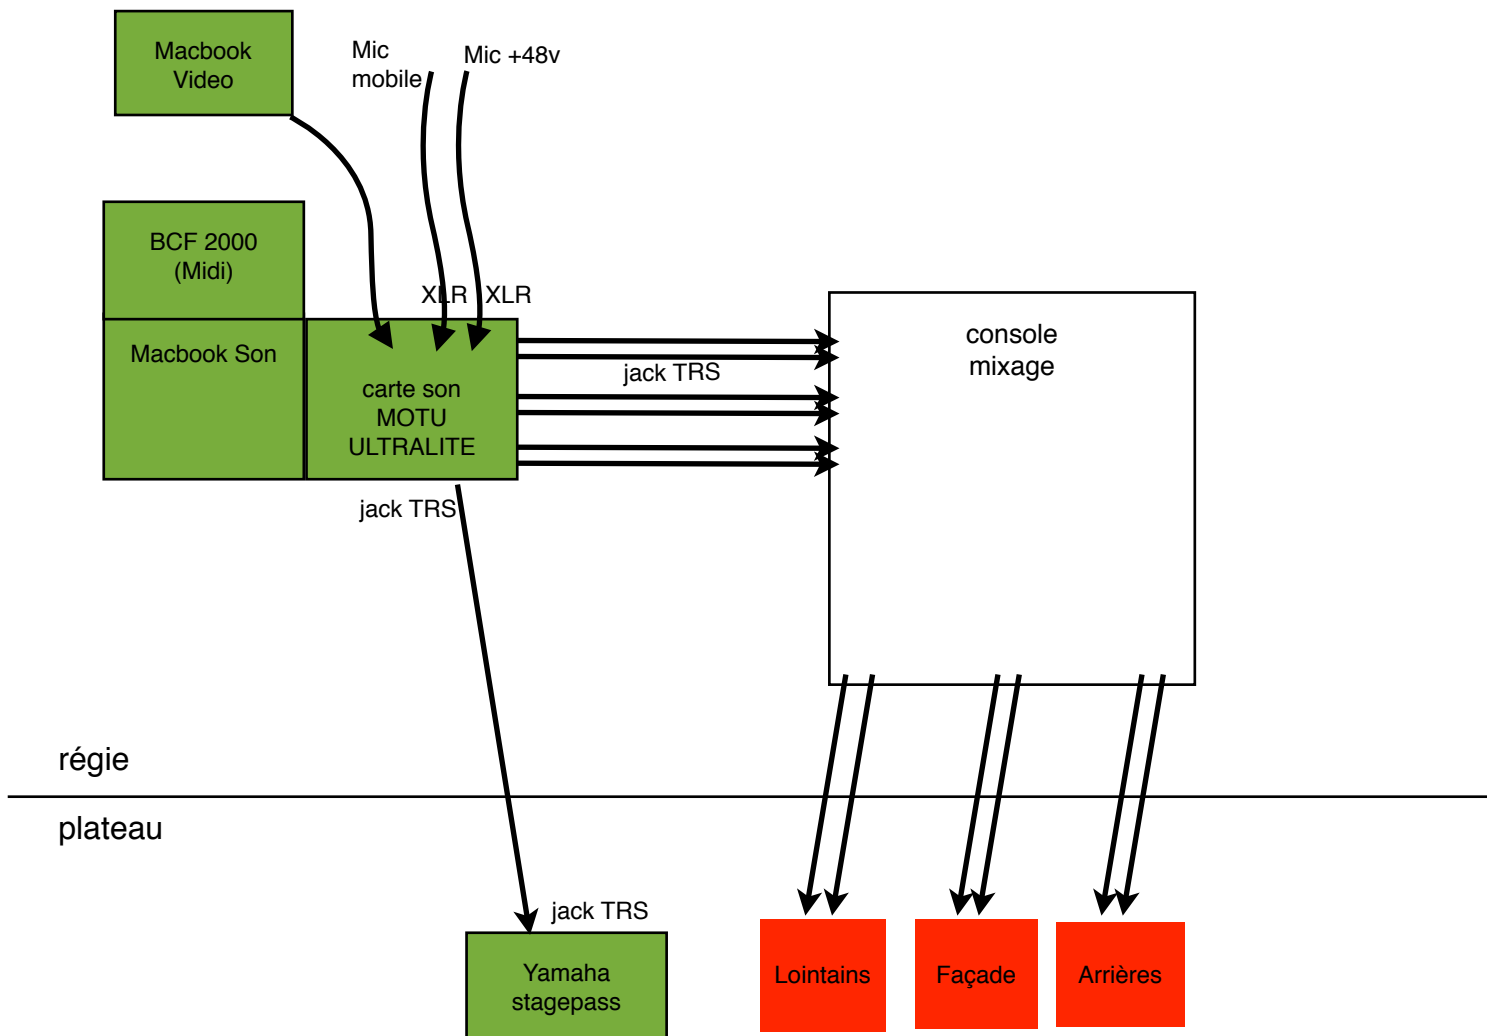 Macbook
Video
Mic
mobile
Mic +48v
BCF 2000
(Midi)
XLR
XLR
Macbook Son
carte son
MOTU
ULTRALITE
jack TRS
console
mixage
jack TRS
régie
plateau
jack TRS
Yamaha
stagepass
Lointains
Façade
Arrières